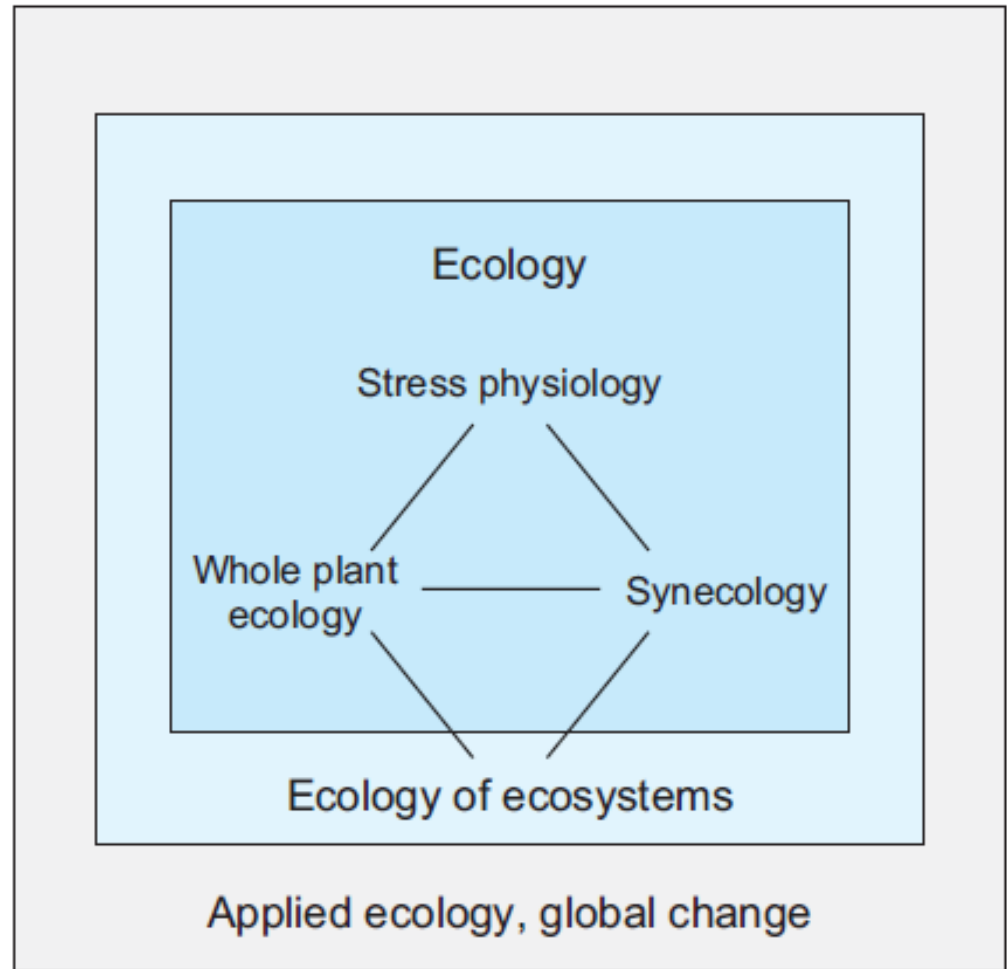 Ecology
Stress physiology
Whole plant
ecology
Synecology
Ecology of ecosystems
Applied ecology, global change